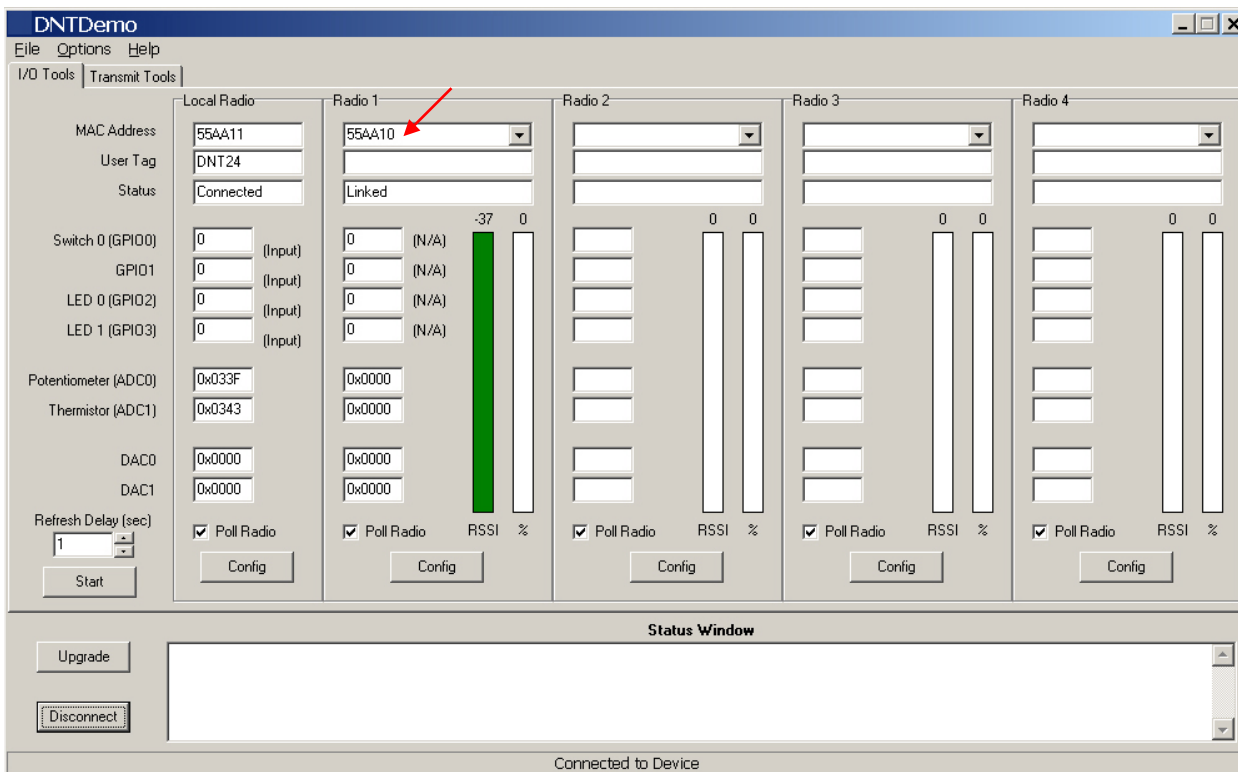 DNTDemo
File Options Help
I/O Tools Transmit Tools
Local Radio Radio 1 Radio 2 Radio 3 Radio 4
MAC Address 55AA11 55AA10
User Tag DNT24
Status Connected Linked
-37 0 0 0 0 0 0 0
Switch 0 (GPIO0) 0 (Input) 0 (N/A)
GPIO1 0 (Input) 0 (N/A)
LED 0 (GPIO2) 0 (Input) 0 (N/A)
LED 1 (GPIO3) 0 (Input) 0 (N/A)
Potentiometer (ADC0) 0x033F 0x0000
Thermistor (ADC1) 0x0343 0x0000
DAC0 0x0000 0x0000
DAC1 0x0000 0x0000
Refresh Delay (sec)
1 Poll Radio Poll Radio RSSI % Poll Radio RSSI % Poll Radio RSSI % Poll Radio RSSI %
Start Config Config Config Config Config
Status Window
Upgrade
Disconnect
Connected to Device